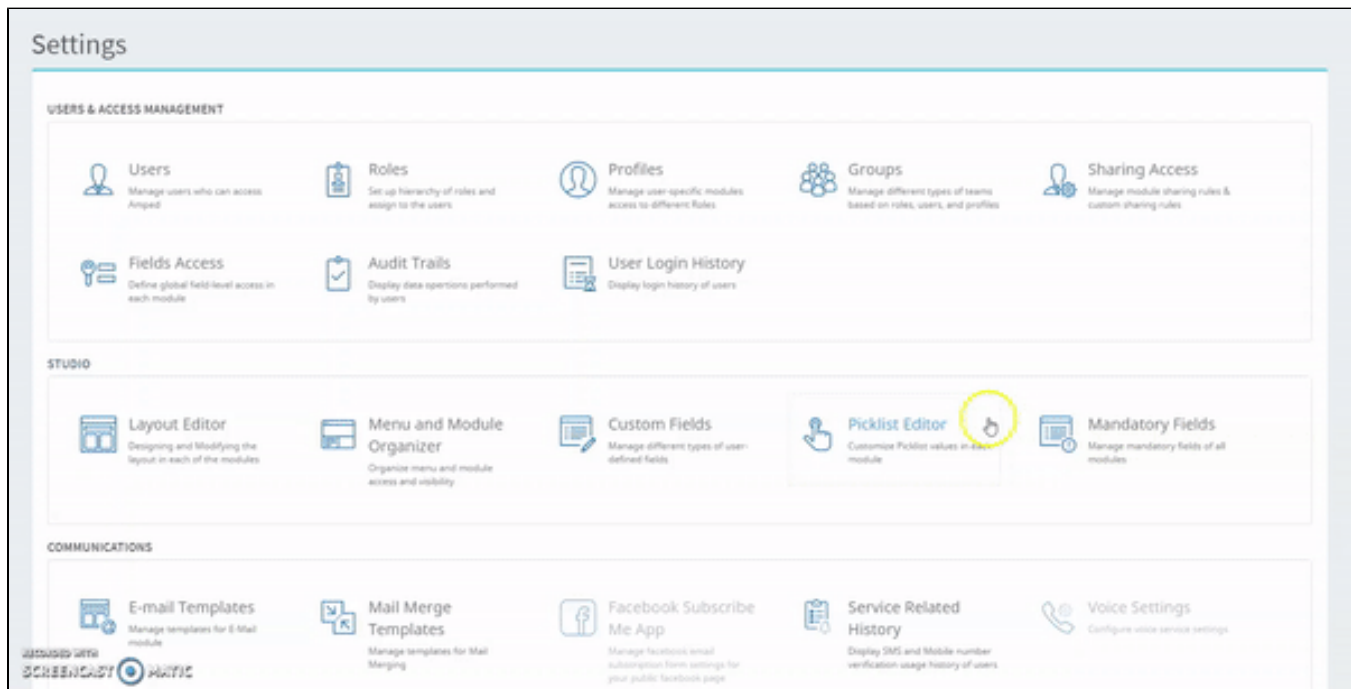 Settings
USERS & ACCESS MANAGEMENT
Users
Manage users who can access
Amped
Roles
Set up hierarchy of roles and
assign to the users
Profiles
Manage user-specific modules
access to different Roles
Groups
Manage different types of teams
based on roles, users, and profiles
Sharing Access
Manage module sharing rules &
custom sharing rules
Fields Access
Define global field-level access in
each module
Audit Trails
Display data opertions performed
by users
User Login History
Display login history of users
STUDIO
Layout Editor
Designing and Modifying the
layout in each of the modules
Menu and Module
Organizer
Organize menu and module
access and visibility
Custom Fields
Manage different types of user-
defined fields
Picklist Editor
Customize Picklist values in each
module
Mandatory Fields
Manage mandatory fields of all
modules
COMMUNICATIONS
E-mail Templates
Manage templates for E-Mail
module
Mail Merge
Templates
Manage templates for Mail
Merging
Facebook Subscribe
Me App
Manage facebook email
subscription form settings for
your public facebook page
Service Related
History
Display SMS and Mobile number
verification usage history of users
Voice Settings
Configure voice service settings
RECORDED WITH
SCREENCAST MATIC